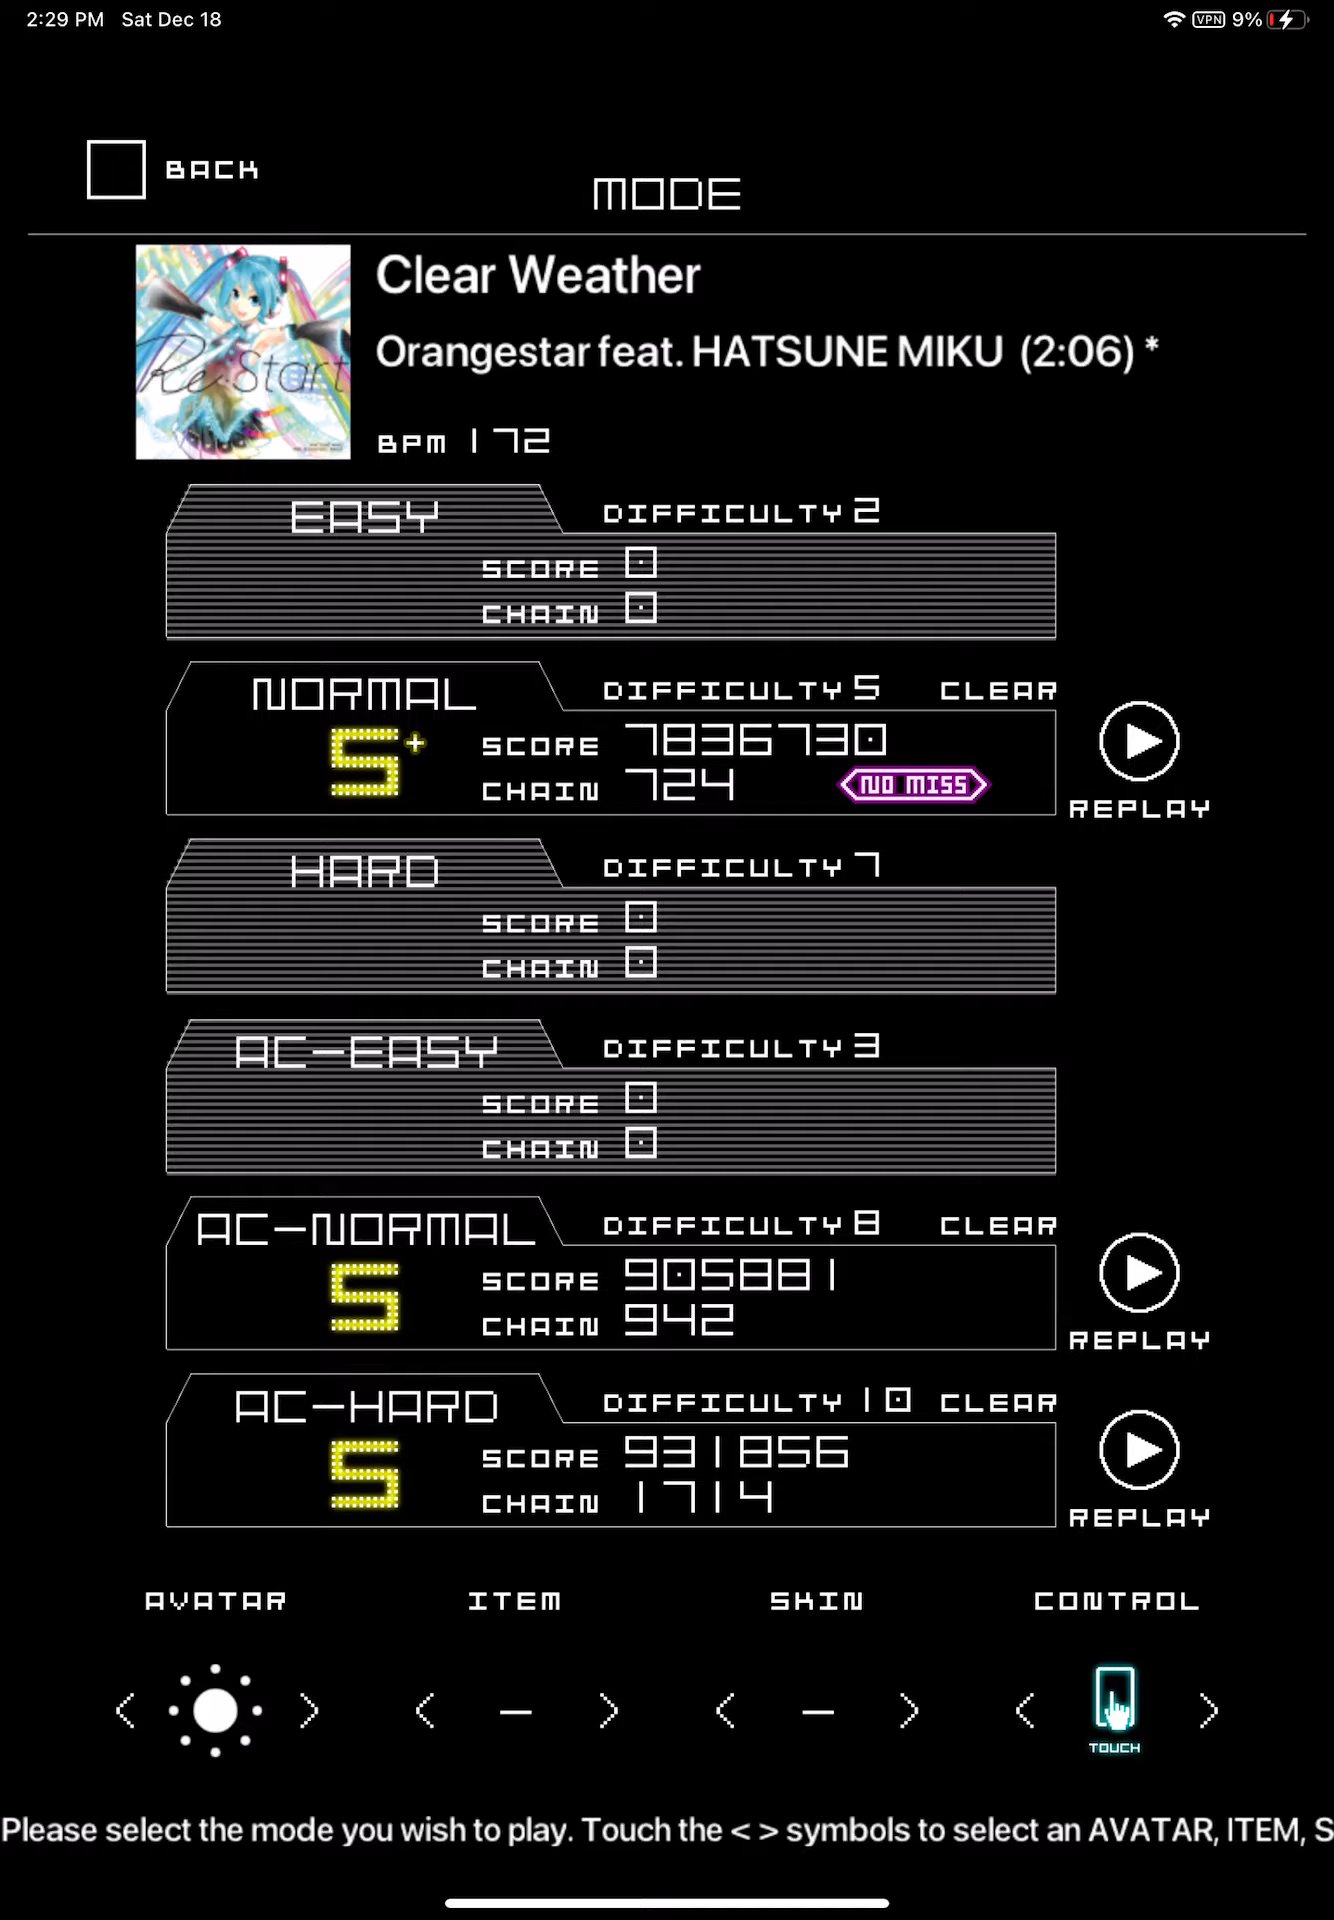 2:29 PM Sat Dec 18
VPN 9%
BACK
MODE
Re:Start
Clear Weather
Orangestar feat. HATSUNE MIKU (2:06) *
BPM 172
EASY DIFFICULTY 2
SCORE 0
CHAIN 0
NORMAL DIFFICULTY 5 CLEAR
S+ SCORE 7836730
CHAIN 724 NO MISS
REPLAY
HARD DIFFICULTY 7
SCORE 0
CHAIN 0
AC-EASY DIFFICULTY 3
SCORE 0
CHAIN 0
AC-NORMAL DIFFICULTY 8 CLEAR
S SCORE 905881
CHAIN 942
REPLAY
AC-HARD DIFFICULTY 10 CLEAR
S SCORE 931856
CHAIN 1714
REPLAY
AVATAR ITEM SKIN CONTROL
< > < - > < - > < >
TOUCH
Please select the mode you wish to play. Touch the < > symbols to select an AVATAR, ITEM, S